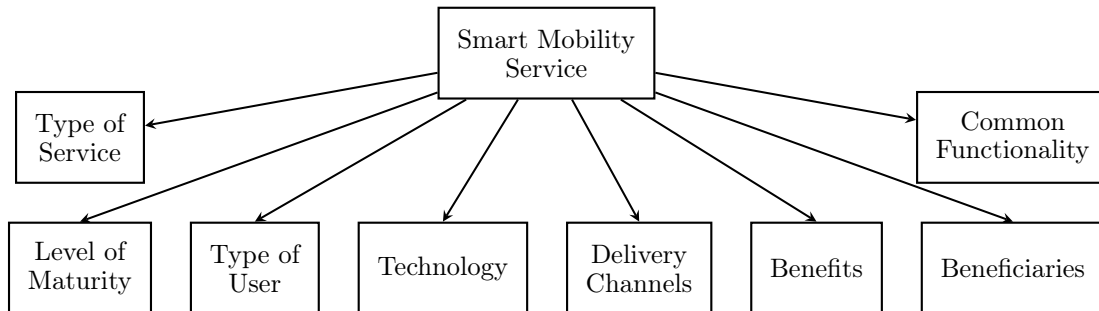 Smart Mobility
Service
Type of
Service
Common
Functionality
Level of
Maturity
Type of
User
Technology
Delivery
Channels
Benefits
Beneficiaries